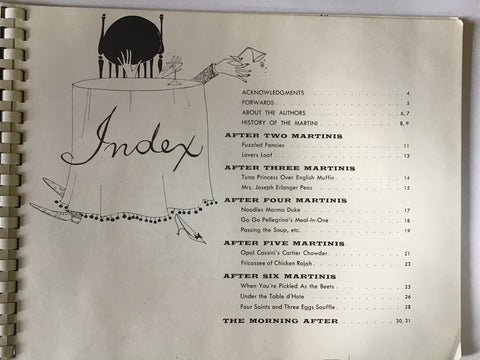 Index
ACKNOWLEDGMENTS . . . . . . . . . . 4
FORWARDS . . . . . . . . . . 5
ABOUT THE AUTHORS . . . . . . . . . . 6, 7
HISTORY OF THE MARTINI . . . . . . . . . . 8, 9
AFTER TWO MARTINIS
Fuzzled Fancies . . . . . . . . . . 11
Lovers Loaf . . . . . . . . . . 13
AFTER THREE MARTINIS
Tuna Princess Over English Muffin . . . . . . 14
Mrs. Joseph Erlanger Peas . . . . . . . . 15
AFTER FOUR MARTINIS
Noodles Marma Duke . . . . . . . . . . 17
Go Go Pellegrino's Meal-In-One . . . . . . . 18
Passing the Soup, etc. . . . . . . . . . 19
AFTER FIVE MARTINIS
Opal Cassini's Cartier Chowder . . . . . . . 21
Fricassee of Chicken Rajah . . . . . . . . 23
AFTER SIX MARTINIS
When You're Pickled As the Beets . . . . . . 25
Under the Table d'Hote . . . . . . . . 26
Four Saints and Three Eggs Souffle . . . . . . 28
THE MORNING AFTER . . . . . . . . 30, 31